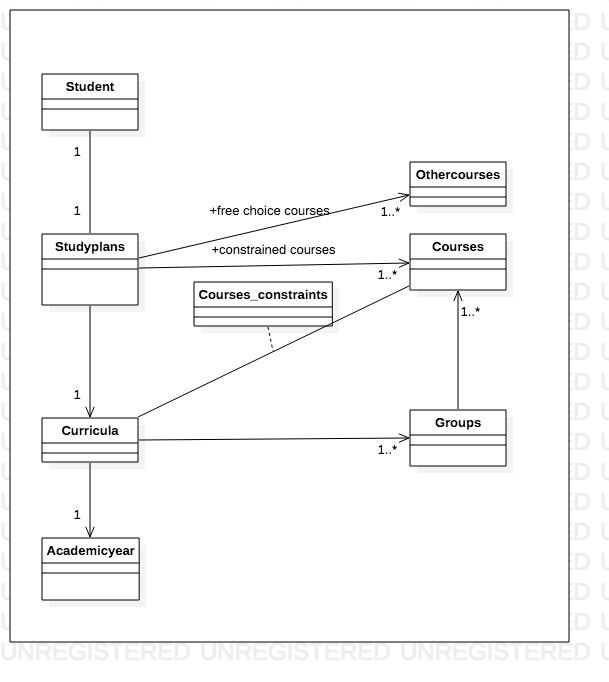 Student
1
1
Othercourses
+free choice courses
1..*
Studyplans
+constrained courses
Courses
1..*
Courses_constraints
1..*
1
Curricula
Groups
1..*
1
Academicyear
UNREGISTERED UNREGISTERED UNREGISTERED